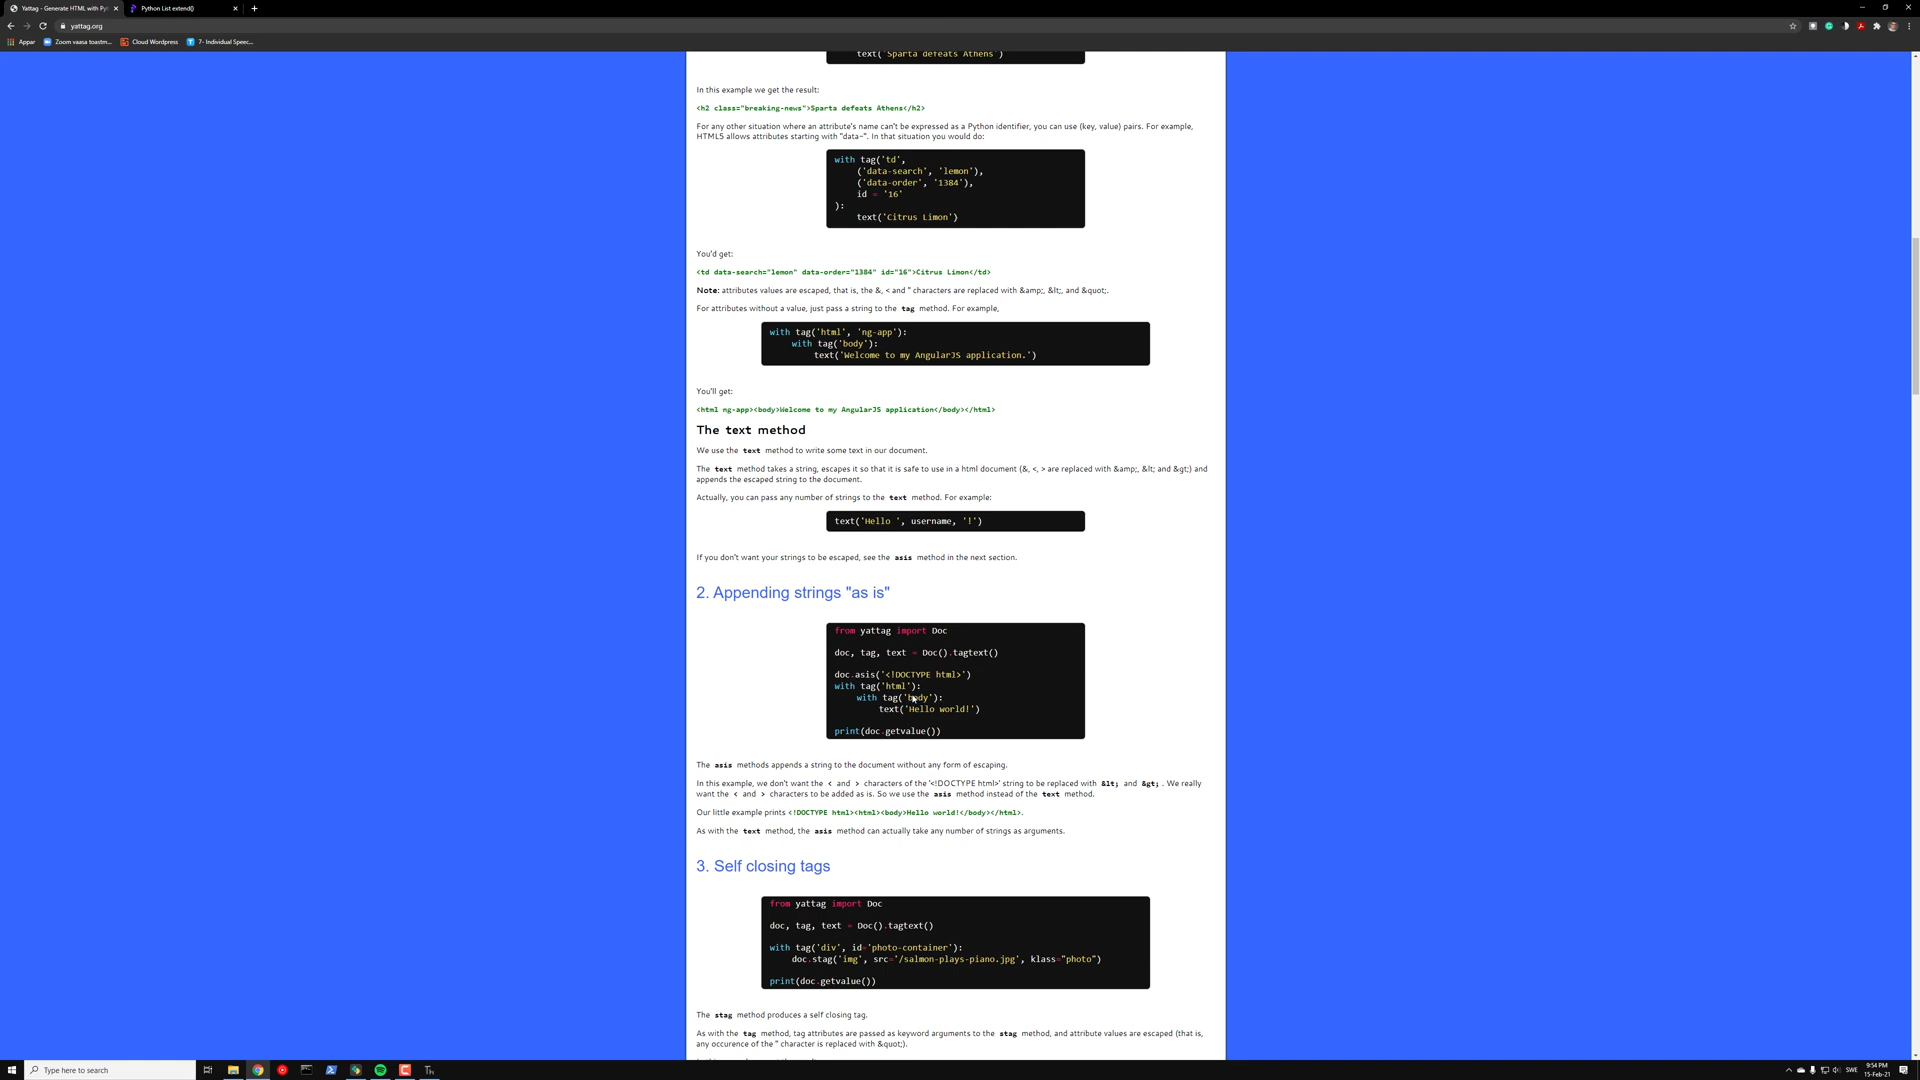 Yattag - Generate HTML with Pyt
Python List extend()
yattag.org
Appar
Zoom vaasa toastm...
Cloud Wordpress
7- Individual Speec...
text('Sparta defeats Athens')
In this example we get the result:
<h2 class="breaking-news">Sparta defeats Athens</h2>
For any other situation where an attribute's name can't be expressed as a Python identifier, you can use (key, value) pairs. For example,
HTML5 allows attributes starting with "data-". In that situation you would do:
with tag('td',
('data-search', 'lemon'),
('data-order', '1384'),
id = '16'
):
text('Citrus Limon')
You'd get:
<td data-search="lemon" data-order="1384" id="16">Citrus Limon</td>
Note: attributes values are escaped, that is, the &, < and " characters are replaced with &amp;, &lt;, and &quot;.
For attributes without a value, just pass a string to the tag method. For example,
with tag('html', 'ng-app'):
with tag('body'):
text('Welcome to my AngularJS application.')
You'll get:
<html ng-app><body>Welcome to my AngularJS application</body></html>
The text method
We use the text method to write some text in our document.
The text method takes a string, escapes it so that it is safe to use in a html document (&, <, > are replaced with &amp;, &lt; and &gt;) and
appends the escaped string to the document.
Actually, you can pass any number of strings to the text method. For example:
text('Hello ', username, '!')
If you don't want your strings to be escaped, see the asis method in the next section.
2. Appending strings "as is"
from yattag import Doc
doc, tag, text = Doc().tagtext()
doc.asis('<!DOCTYPE html>')
with tag('html'):
with tag('body'):
text('Hello world!')
print(doc.getvalue())
The asis methods appends a string to the document without any form of escaping.
In this example, we don't want the < and > characters of the '<!DOCTYPE html>' string to be replaced with &lt; and &gt; . We really
want the < and > characters to be added as is. So we use the asis method instead of the text method.
Our little example prints <!DOCTYPE html><html><body>Hello world!</body></html>.
As with the text method, the asis method can actually take any number of strings as arguments.
3. Self closing tags
from yattag import Doc
doc, tag, text = Doc().tagtext()
with tag('div', id='photo-container'):
doc.stag('img', src='/salmon-plays-piano.jpg', klass="photo")
print(doc.getvalue())
The stag method produces a self closing tag.
As with the tag method, tag attributes are passed as keyword arguments to the stag method, and attribute values are escaped (that is,
any occurence of the " character is replaced with &quot;).
Type here to search
SWE
9:54 PM
15-Feb-21